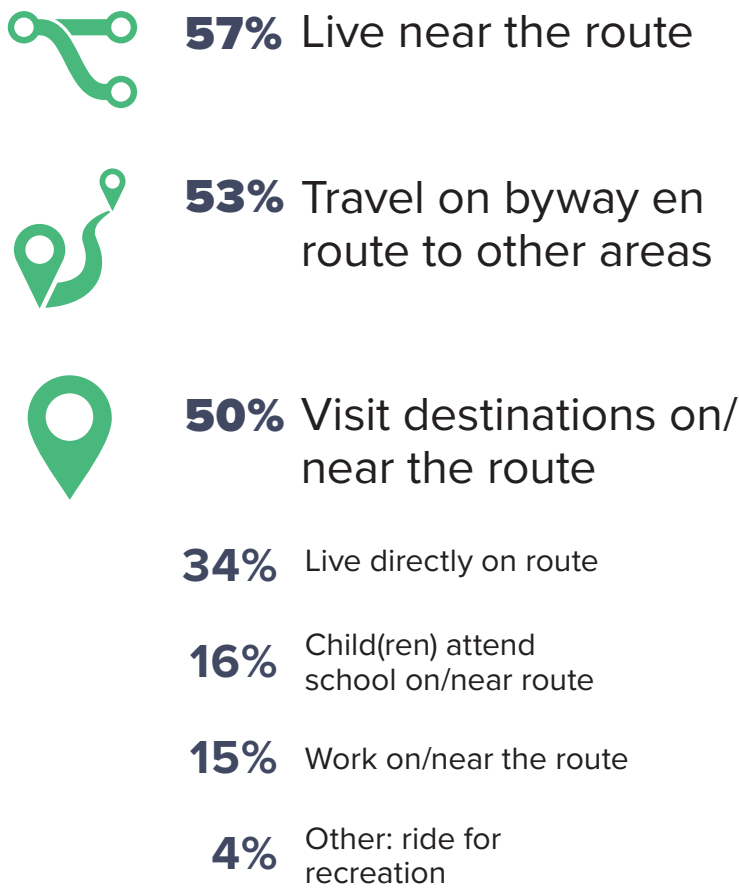 57% Live near the route
53% Travel on byway en
route to other areas
50% Visit destinations on/
near the route
34% Live directly on route
16% Child(ren) attend
school on/near route
15% Work on/near the route
4% Other: ride for
recreation